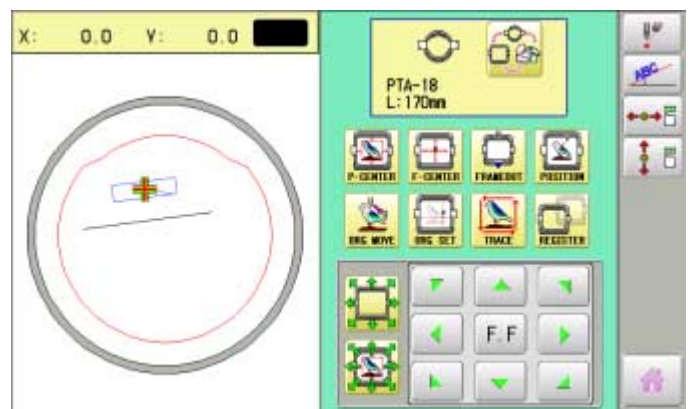 X: 0.0 Y: 0.0
PTA-18
L:170mm
ABC
P-CENTER F-CENTER FRAMEOUT POSITION
ORG MOVE ORG SET TRACE REGISTER
F.F